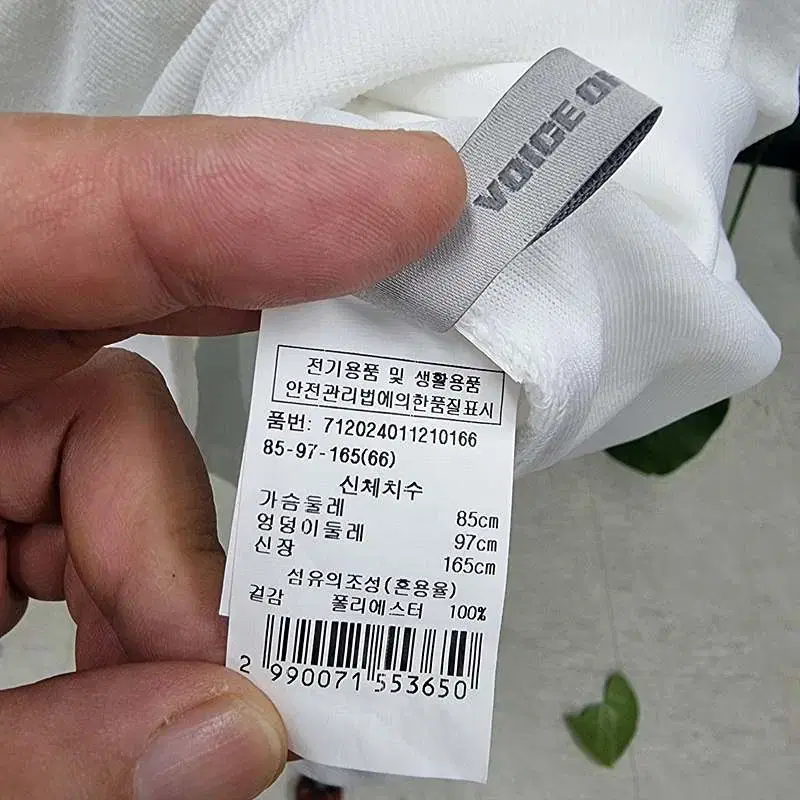 VOICE OF
전기용품 및 생활용품
안전관리법에의한품질표시
품번: 712024011210166
85-97-165(66)
신체치수
가슴둘레 85cm
엉덩이둘레 97cm
신장 165cm
섬유의조성(혼용율)
겉감 폴리에스터 100%
2 990071 553650